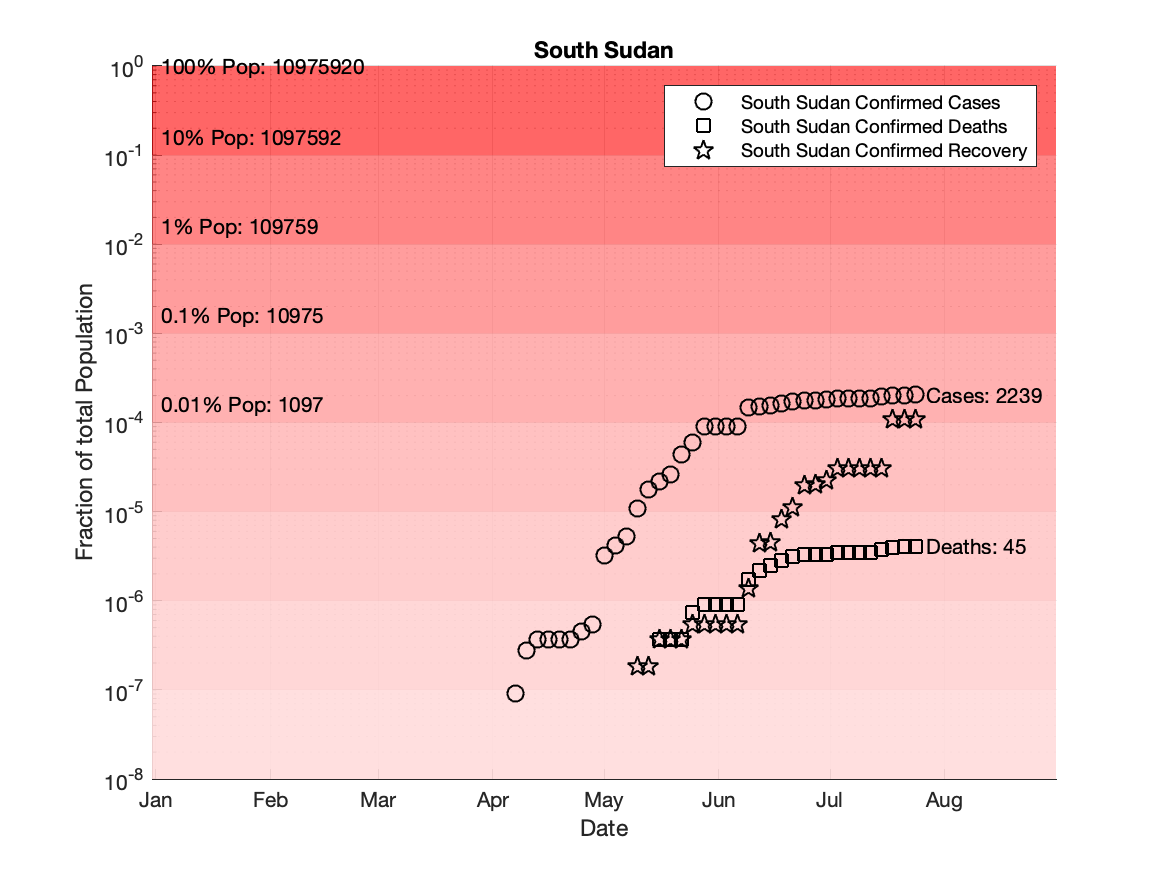 South Sudan
10^0
100% Pop: 10975920
South Sudan Confirmed Cases
South Sudan Confirmed Deaths
South Sudan Confirmed Recovery
10% Pop: 1097592
10^-1
1% Pop: 109759
10^-2
0.1% Pop: 10975
10^-3
0.01% Pop: 1097
Cases: 2239
10^-4
10^-5
Deaths: 45
10^-6
10^-7
10^-8
Fraction of total Population
Jan Feb Mar Apr May Jun Jul Aug
Date